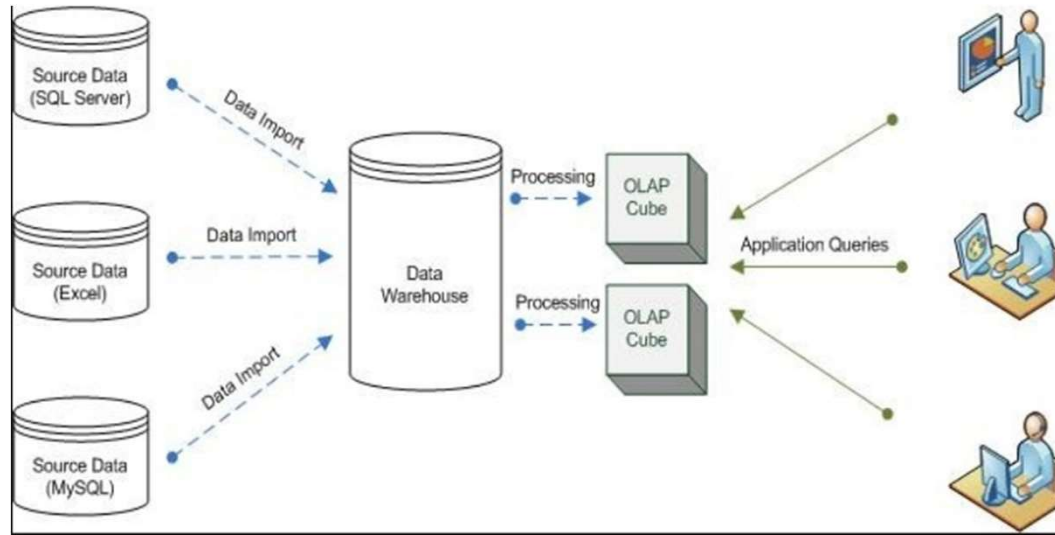 Source Data
(SQL Server)
Data Import
Source Data
(Excel)
Data Import
Source Data
(MySQL)
Data Import
Data
Warehouse
Processing
OLAP
Cube
Processing
OLAP
Cube
Application Queries